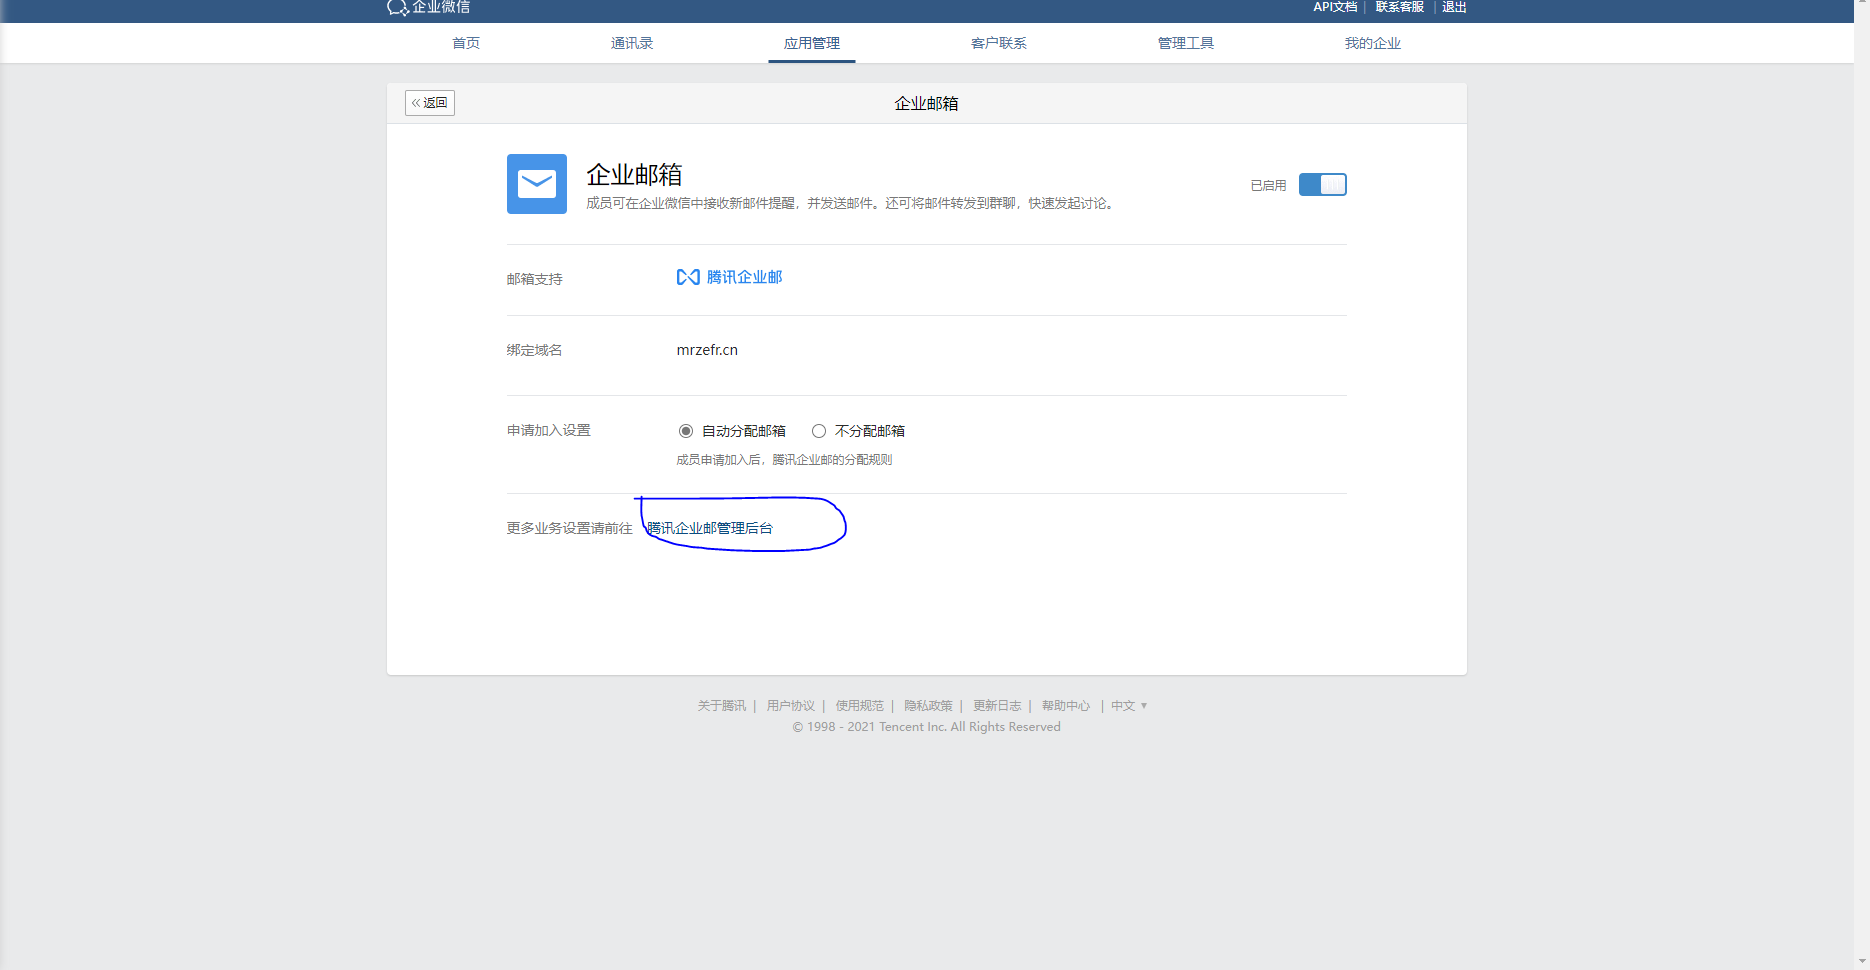 企业微信 API文档 | 联系客服 | 退出
首页 通讯录 应用管理 客户联系 管理工具 我的企业
« 返回 企业邮箱
企业邮箱
成员可在企业微信中接收新邮件提醒，并发送邮件。还可将邮件转发到群聊，快速发起讨论。
已启用
邮箱支持 腾讯企业邮
绑定域名 mrzefr.cn
申请加入设置 自动分配邮箱 不分配邮箱
成员申请加入后，腾讯企业邮的分配规则
更多业务设置请前往 腾讯企业邮管理后台
关于腾讯 | 用户协议 | 使用规范 | 隐私政策 | 更新日志 | 帮助中心 | 中文 ▼
© 1998 - 2021 Tencent Inc. All Rights Reserved